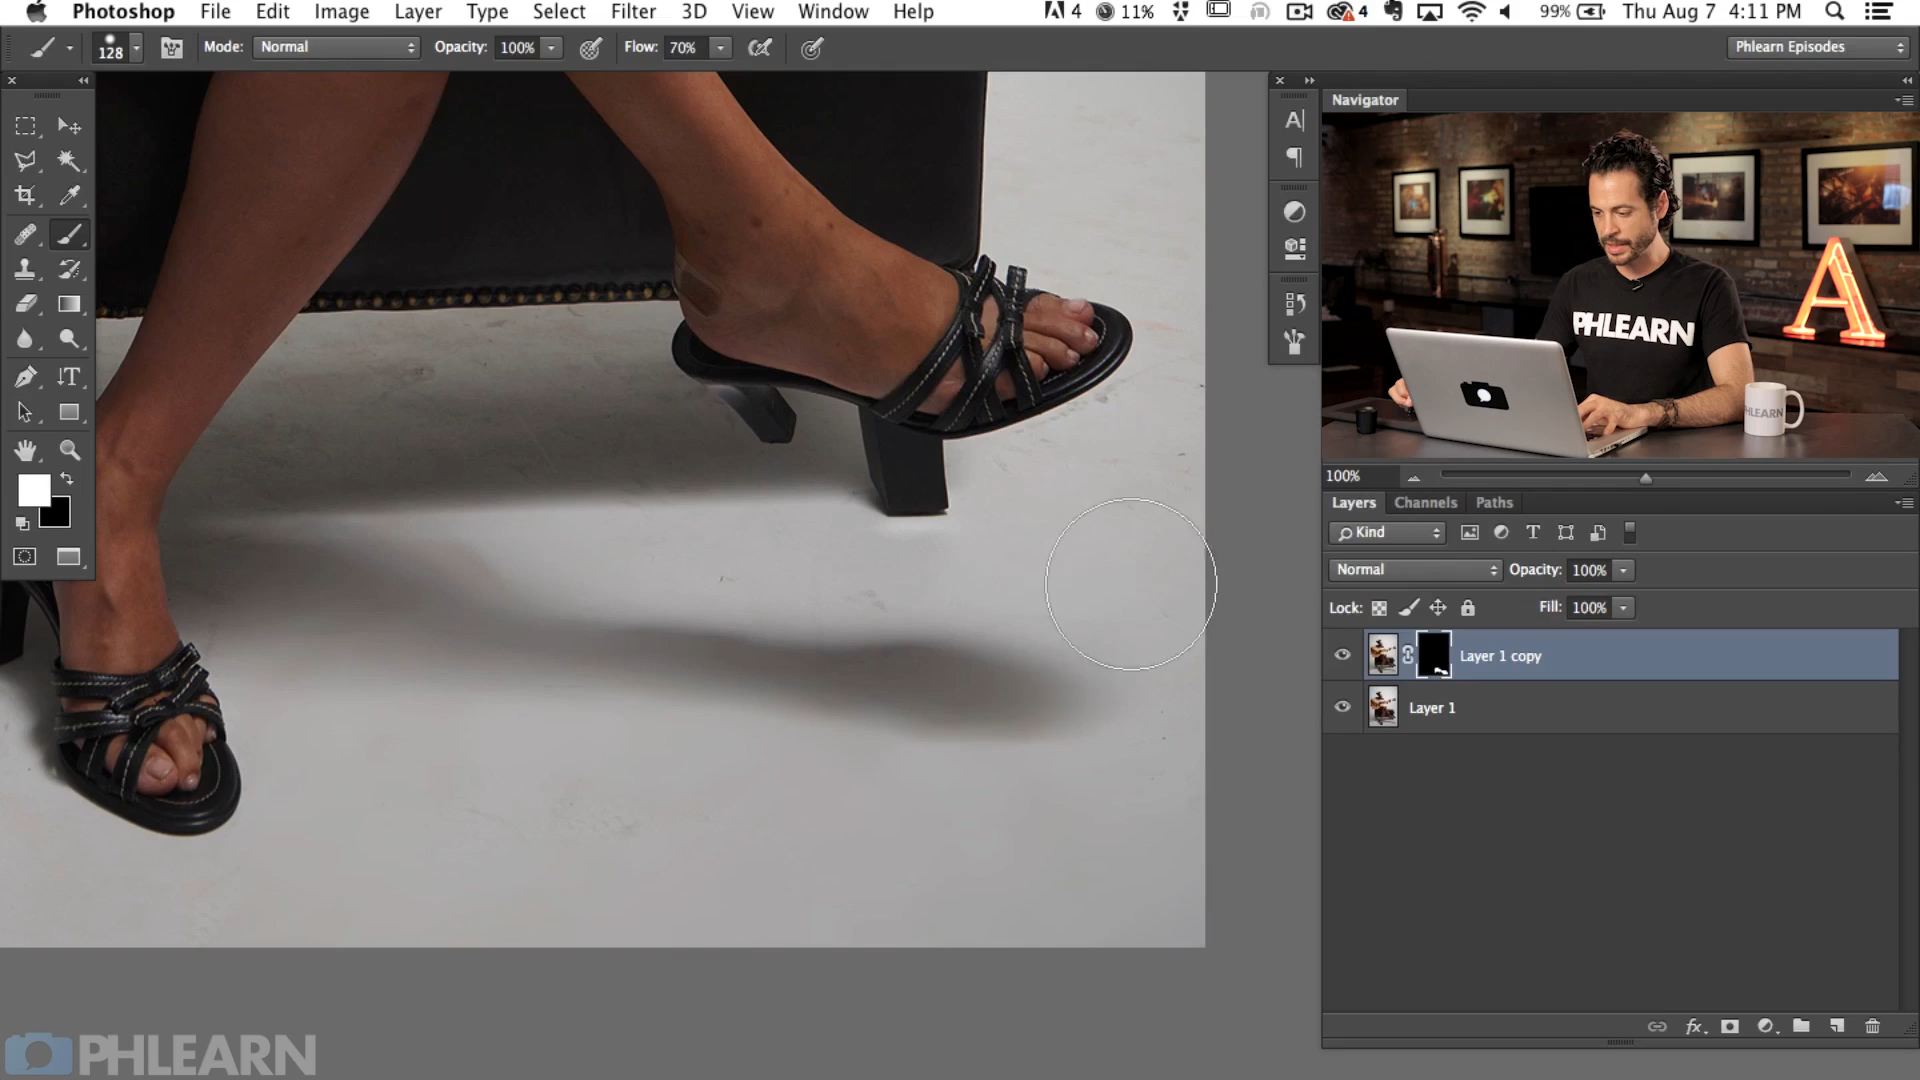 Photoshop File Edit Image Layer Type Select Filter 3D View Window Help 4 11% 4 99% Thu Aug 7 4:11 PM
128 Mode: Normal Opacity: 100% Flow: 70% Phlearn Episodes
Navigator
A
PHLEARN
PHLEARN
100%
Layers Channels Paths
Kind
Normal Opacity: 100%
Lock: Fill: 100%
Layer 1 copy
Layer 1
fx
PHLEARN